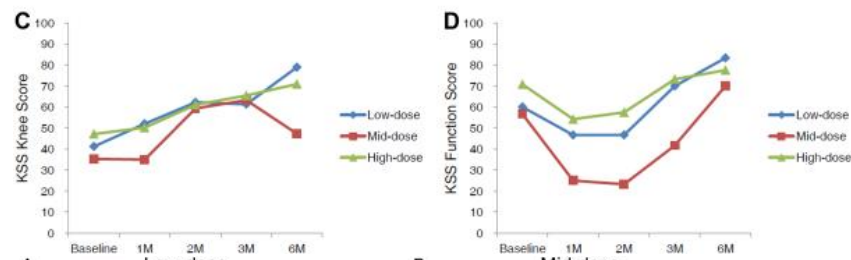 C
KSS Knee Score
100
90
80
70
60
50
40
30
20
10
0
Baseline 1M 2M 3M 6M
Low-dose
Mid-dose
High-dose
D
KSS Function Score
100
90
80
70
60
50
40
30
20
10
0
Baseline 1M 2M 3M 6M
Low-dose
Mid-dose
High-dose